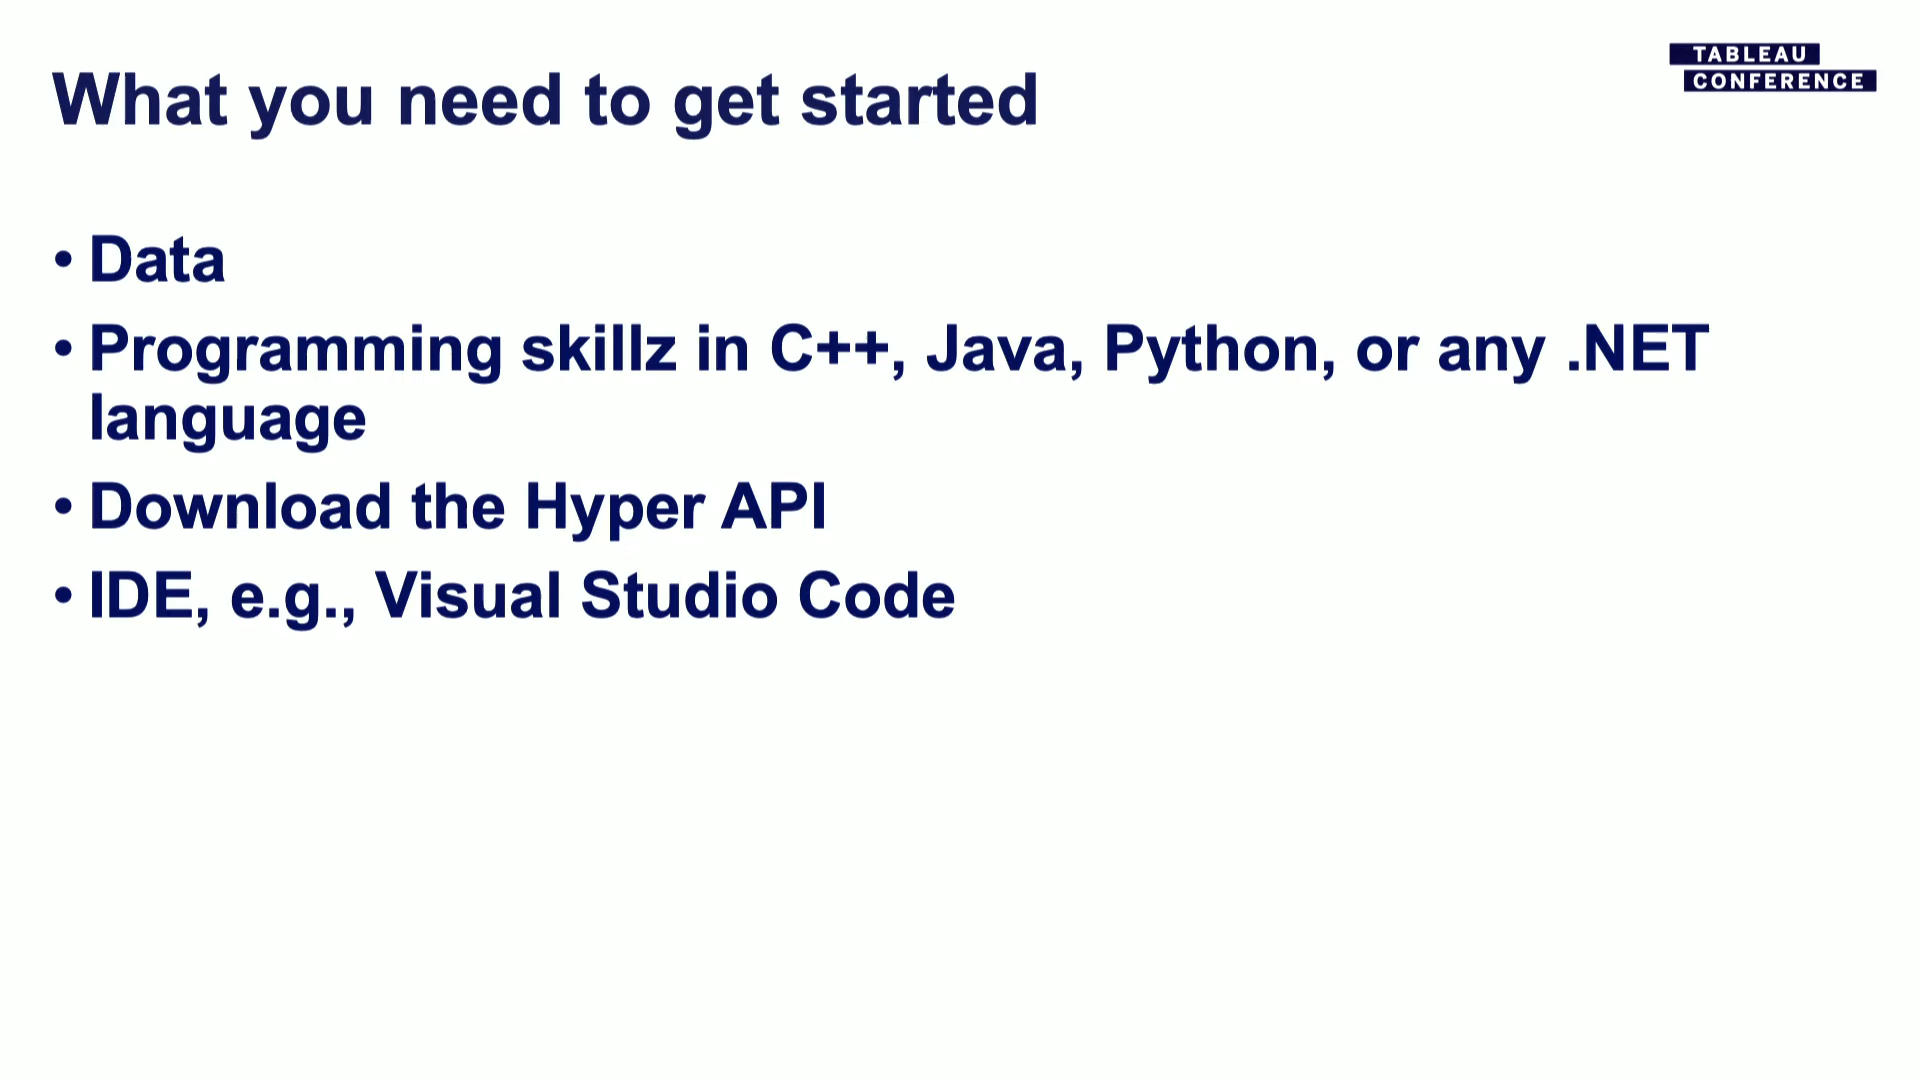 TABLEAU
CONFERENCE
What you need to get started
• Data
• Programming skillz in C++, Java, Python, or any .NET
language
• Download the Hyper API
• IDE, e.g., Visual Studio Code